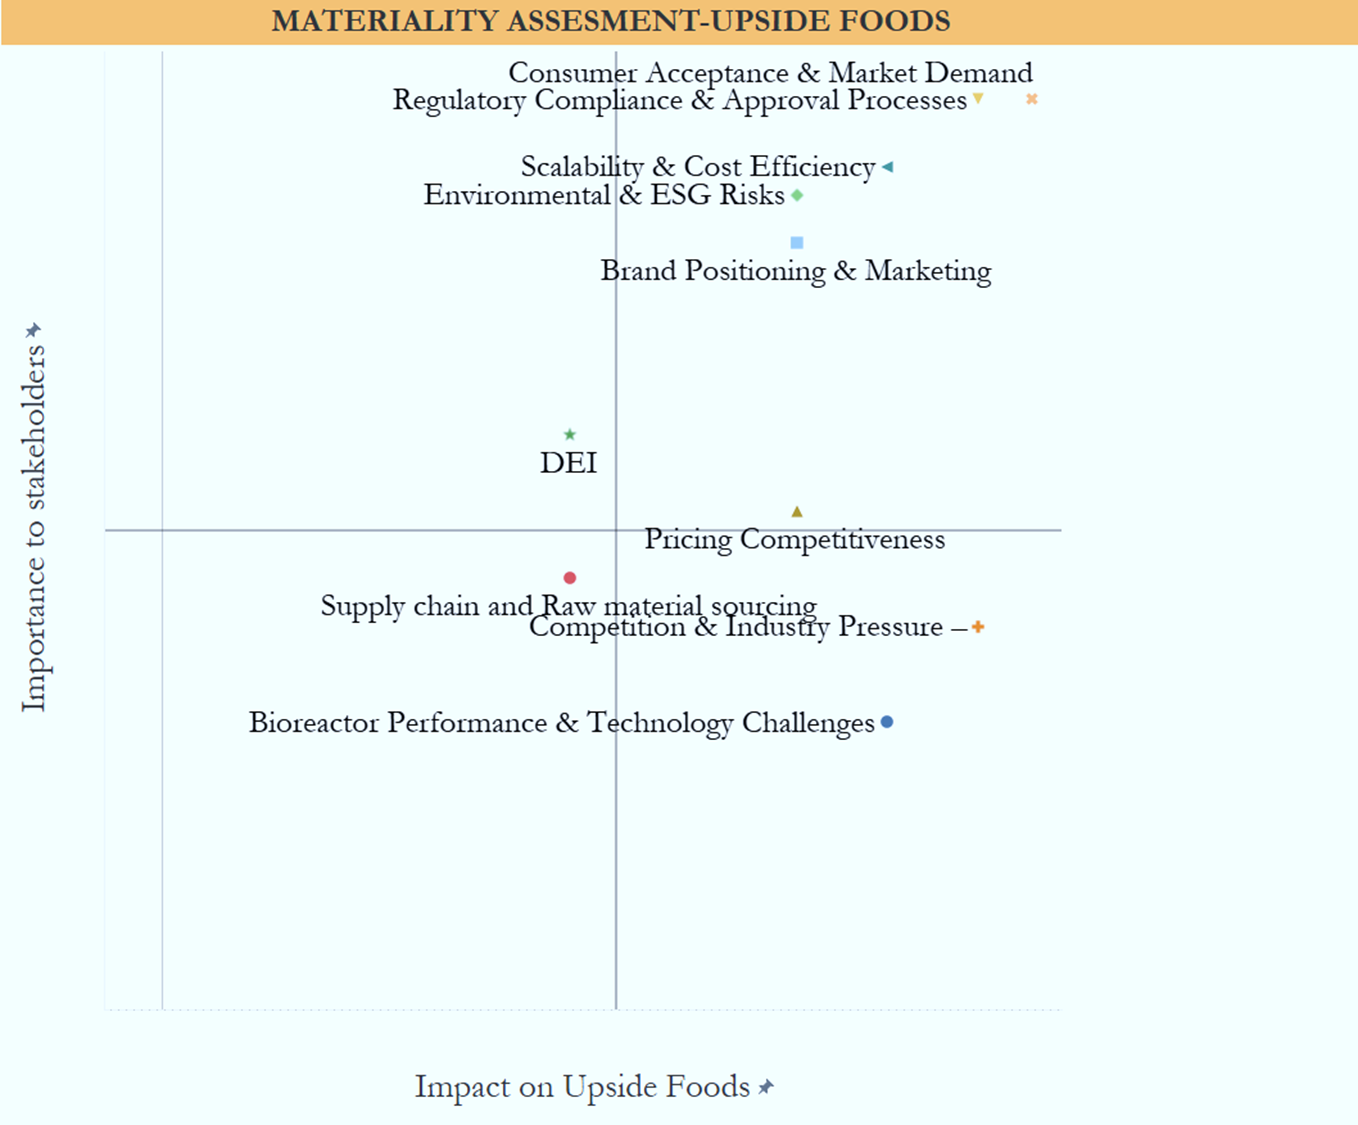 MATERIALITY ASSESMENT-UPSIDE FOODS
Consumer Acceptance & Market Demand
Regulatory Compliance & Approval Processes
Scalability & Cost Efficiency
Environmental & ESG Risks
Brand Positioning & Marketing
Importance to stakeholders
DEI
Pricing Competitiveness
Supply chain and Raw material sourcing
Competition & Industry Pressure –
Bioreactor Performance & Technology Challenges
Impact on Upside Foods